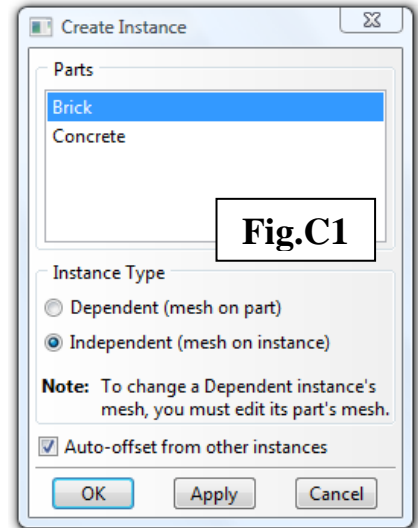 Create Instance
Parts
Brick
Concrete
Fig.C1
Instance Type
Dependent (mesh on part)
Independent (mesh on instance)
Note: To change a Dependent instance's
mesh, you must edit its part's mesh.
Auto-offset from other instances
OK Apply Cancel